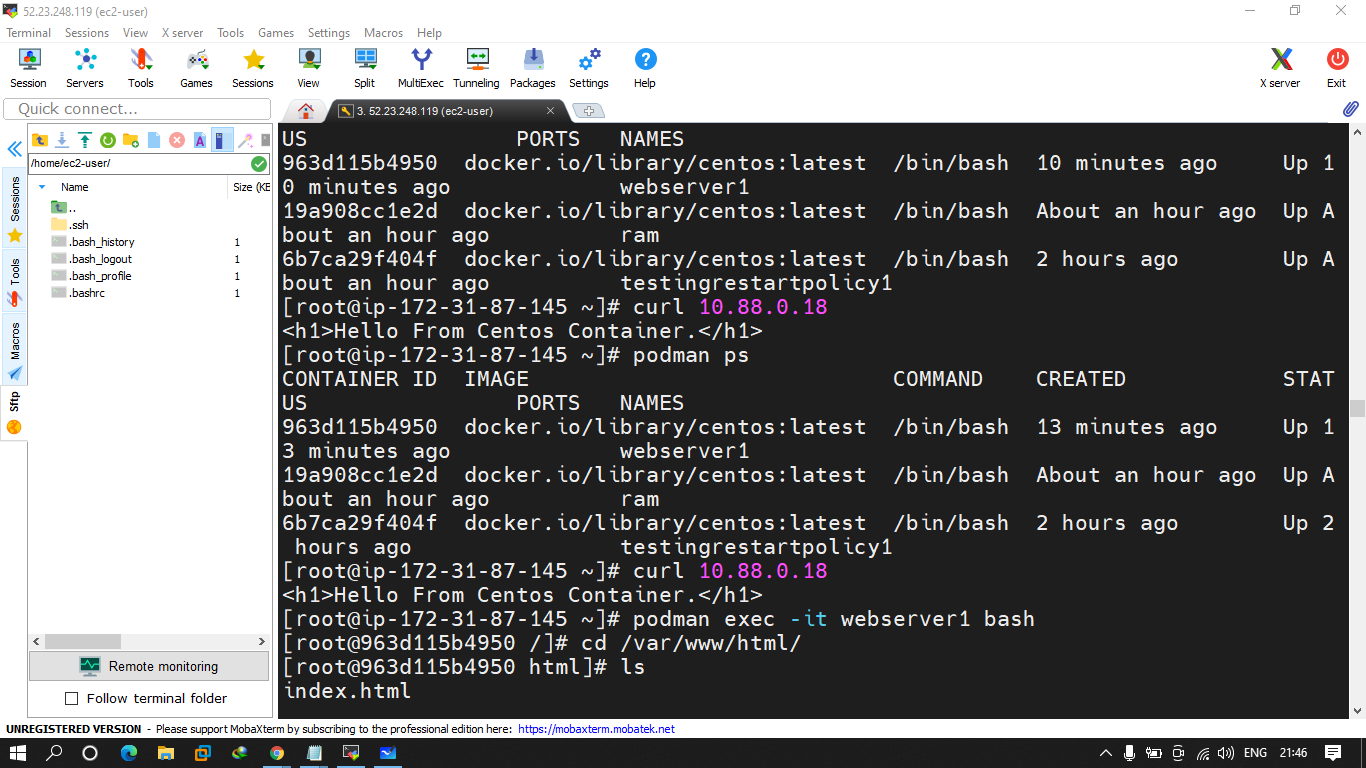 52.23.248.119 (ec2-user)
Terminal Sessions View X server Tools Games Settings Macros Help
Session Servers Tools Games Sessions View Split MultiExec Tunneling Packages Settings Help X server Exit
Quick connect...
3. 52.23.248.119 (ec2-user)
/home/ec2-user/
Name Size (KB
..
.ssh
.bash_history 1
.bash_logout 1
.bash_profile 1
.bashrc 1
Sessions
Tools
Macros
Sftp
Remote monitoring
Follow terminal folder
US PORTS NAMES
963d115b4950 docker.io/library/centos:latest /bin/bash 10 minutes ago Up 1
0 minutes ago webserver1
19a908cc1e2d docker.io/library/centos:latest /bin/bash About an hour ago Up A
bout an hour ago ram
6b7ca29f404f docker.io/library/centos:latest /bin/bash 2 hours ago Up A
bout an hour ago testingrestartpolicy1
[root@ip-172-31-87-145 ~]# curl 10.88.0.18
<h1>Hello From Centos Container.</h1>
[root@ip-172-31-87-145 ~]# podman ps
CONTAINER ID IMAGE COMMAND CREATED STAT
US PORTS NAMES
963d115b4950 docker.io/library/centos:latest /bin/bash 13 minutes ago Up 1
3 minutes ago webserver1
19a908cc1e2d docker.io/library/centos:latest /bin/bash About an hour ago Up A
bout an hour ago ram
6b7ca29f404f docker.io/library/centos:latest /bin/bash 2 hours ago Up 2
hours ago testingrestartpolicy1
[root@ip-172-31-87-145 ~]# curl 10.88.0.18
<h1>Hello From Centos Container.</h1>
[root@ip-172-31-87-145 ~]# podman exec -it webserver1 bash
[root@963d115b4950 /]# cd /var/www/html/
[root@963d115b4950 html]# ls
index.html
UNREGISTERED VERSION - Please support MobaXterm by subscribing to the professional edition here: https://mobaxterm.mobatek.net
ENG 21:46